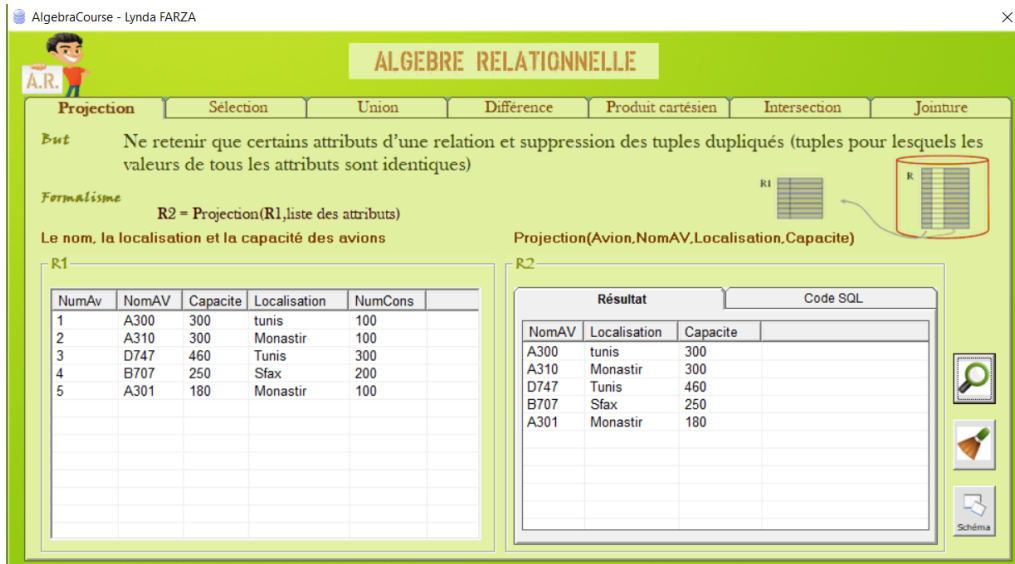 AlgebraCourse - Lynda FARZA
A.R.
ALGEBRE RELATIONNELLE
Projection Sélection Union Différence Produit cartésien Intersection Jointure
But
Ne retenir que certains attributs d'une relation et suppression des tuples dupliqués (tuples pour lesquels les
valeurs de tous les attributs sont identiques)
R1
R
Formalisme
R2 = Projection(R1,liste des attributs)
Le nom, la localisation et la capacité des avions
Projection(Avion,NomAV,Localisation,Capacite)
R1
NumAv NomAV Capacite Localisation NumCons
1 A300 300 tunis 100
2 A310 300 Monastir 100
3 D747 460 Tunis 300
4 B707 250 Sfax 200
5 A301 180 Monastir 100
R2
Résultat Code SQL
NomAV Localisation Capacite
A300 tunis 300
A310 Monastir 300
D747 Tunis 460
B707 Sfax 250
A301 Monastir 180
Schéma